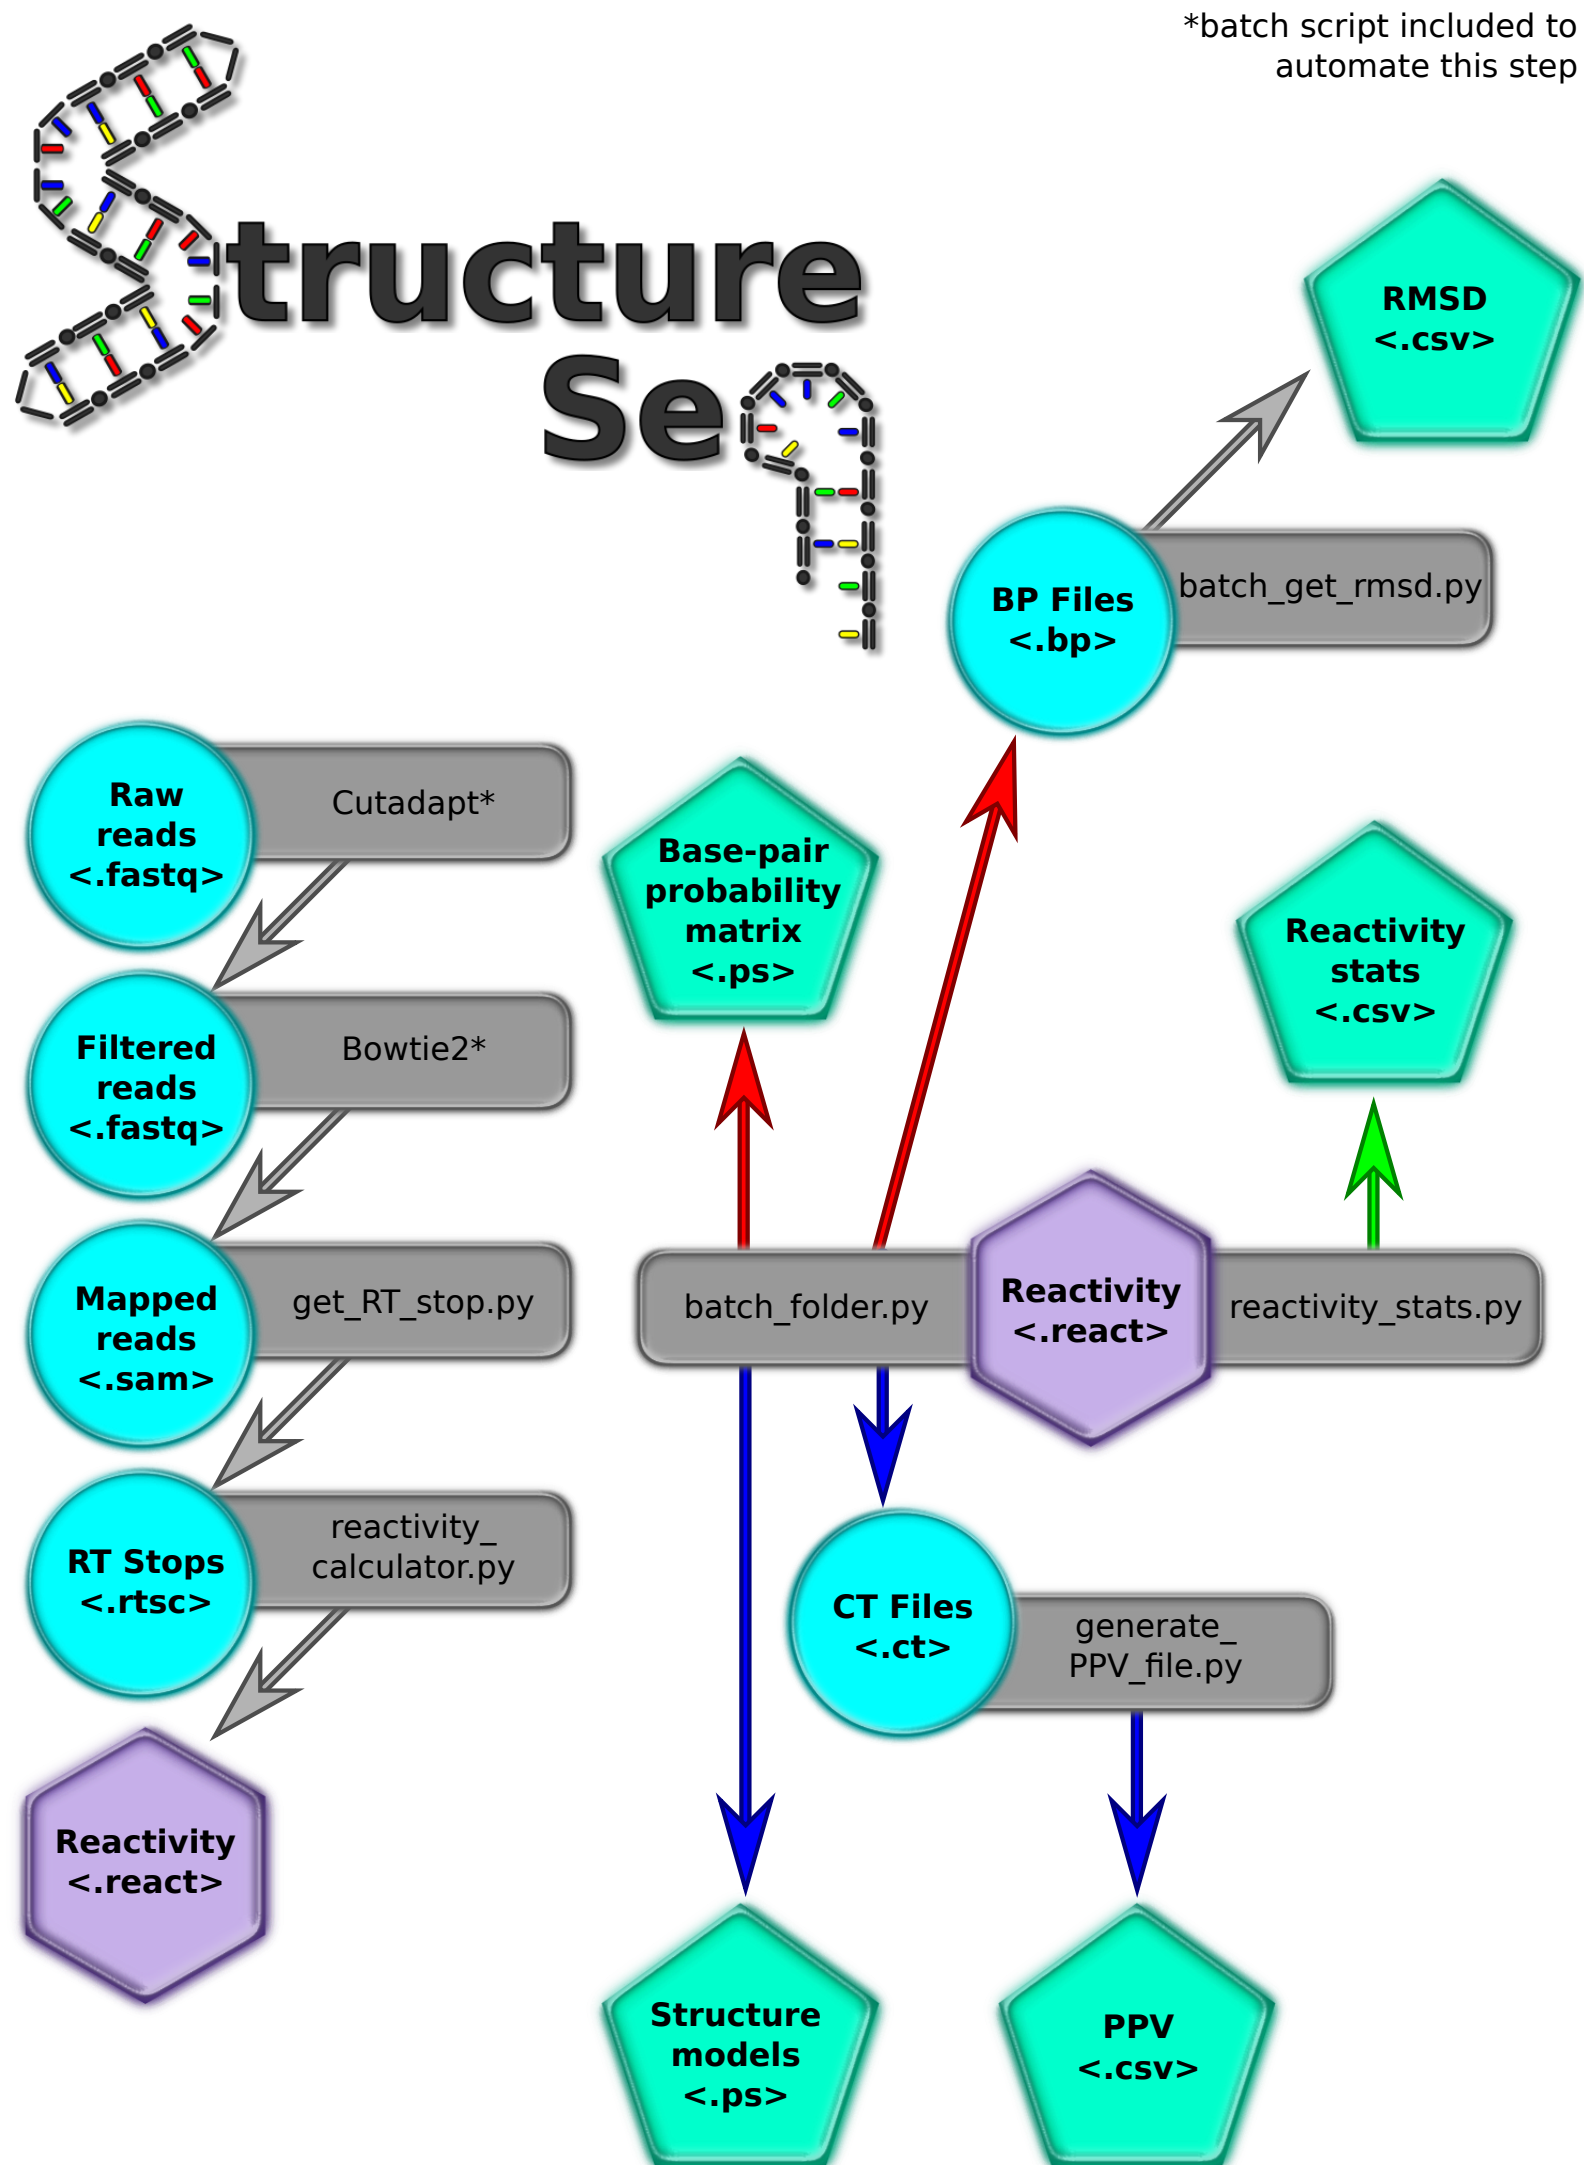 *batch script included to
automate this step
Structure
Seq
RMSD
<.csv>
BP Files
<.bp>
batch_get_rmsd.py
Raw
reads
<.fastq>
Cutadapt*
Filtered
reads
<.fastq>
Bowtie2*
Mapped
reads
<.sam>
get_RT_stop.py
RT Stops
<.rtsc>
reactivity_
calculator.py
Reactivity
<.react>
Base-pair
probability
matrix
<.ps>
Reactivity
stats
<.csv>
batch_folder.py
Reactivity
<.react>
reactivity_stats.py
CT Files
<.ct>
generate_
PPV_file.py
Structure
models
<.ps>
PPV
<.csv>